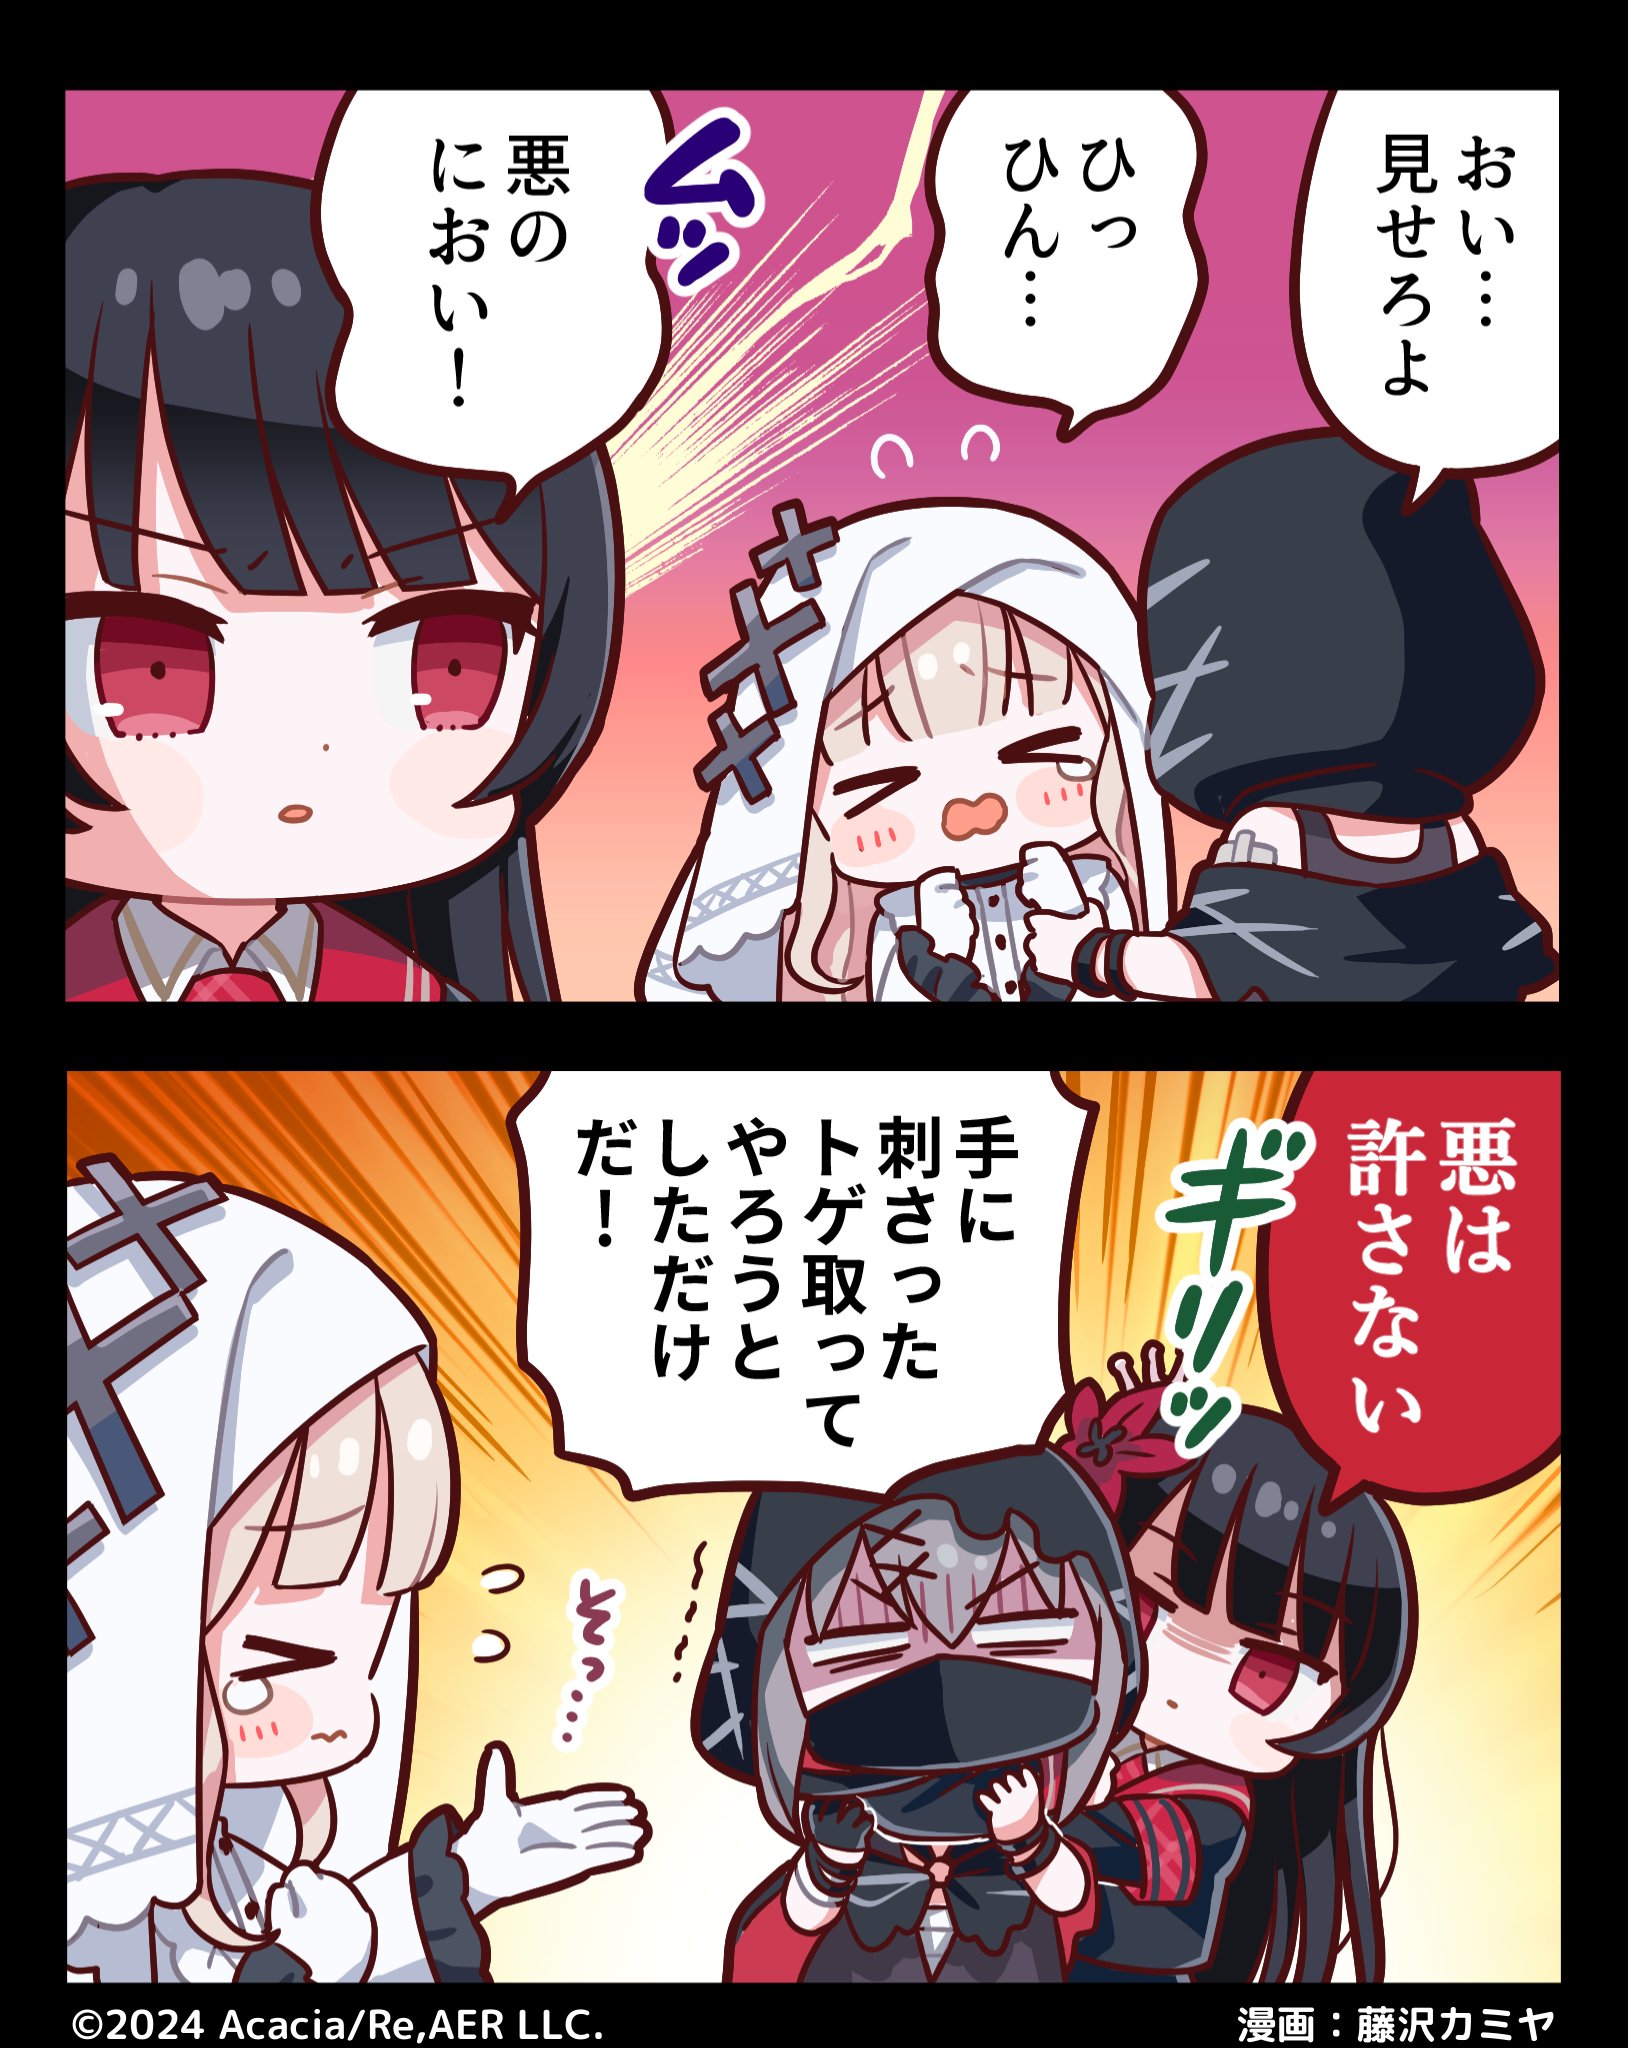 おい…
見せろよ
ひっ
ひん…
ムッ
悪の
におい！
悪は
許さない
ギリッ
手に
刺さった
トゲ取って
やろうと
しただけ
だ！
そっ…
©2024 Acacia/Re,AER LLC.
漫画：藤沢カミヤ